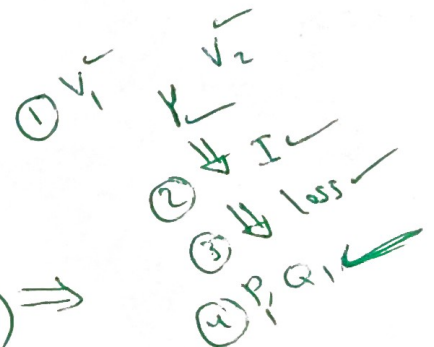 ① V₁ ✓ V₂ ✓
Y ✓
② ⇓ I ✓
③ ⇓ loss ✓
) ⇒ ④ P₁, Q₁ ✓